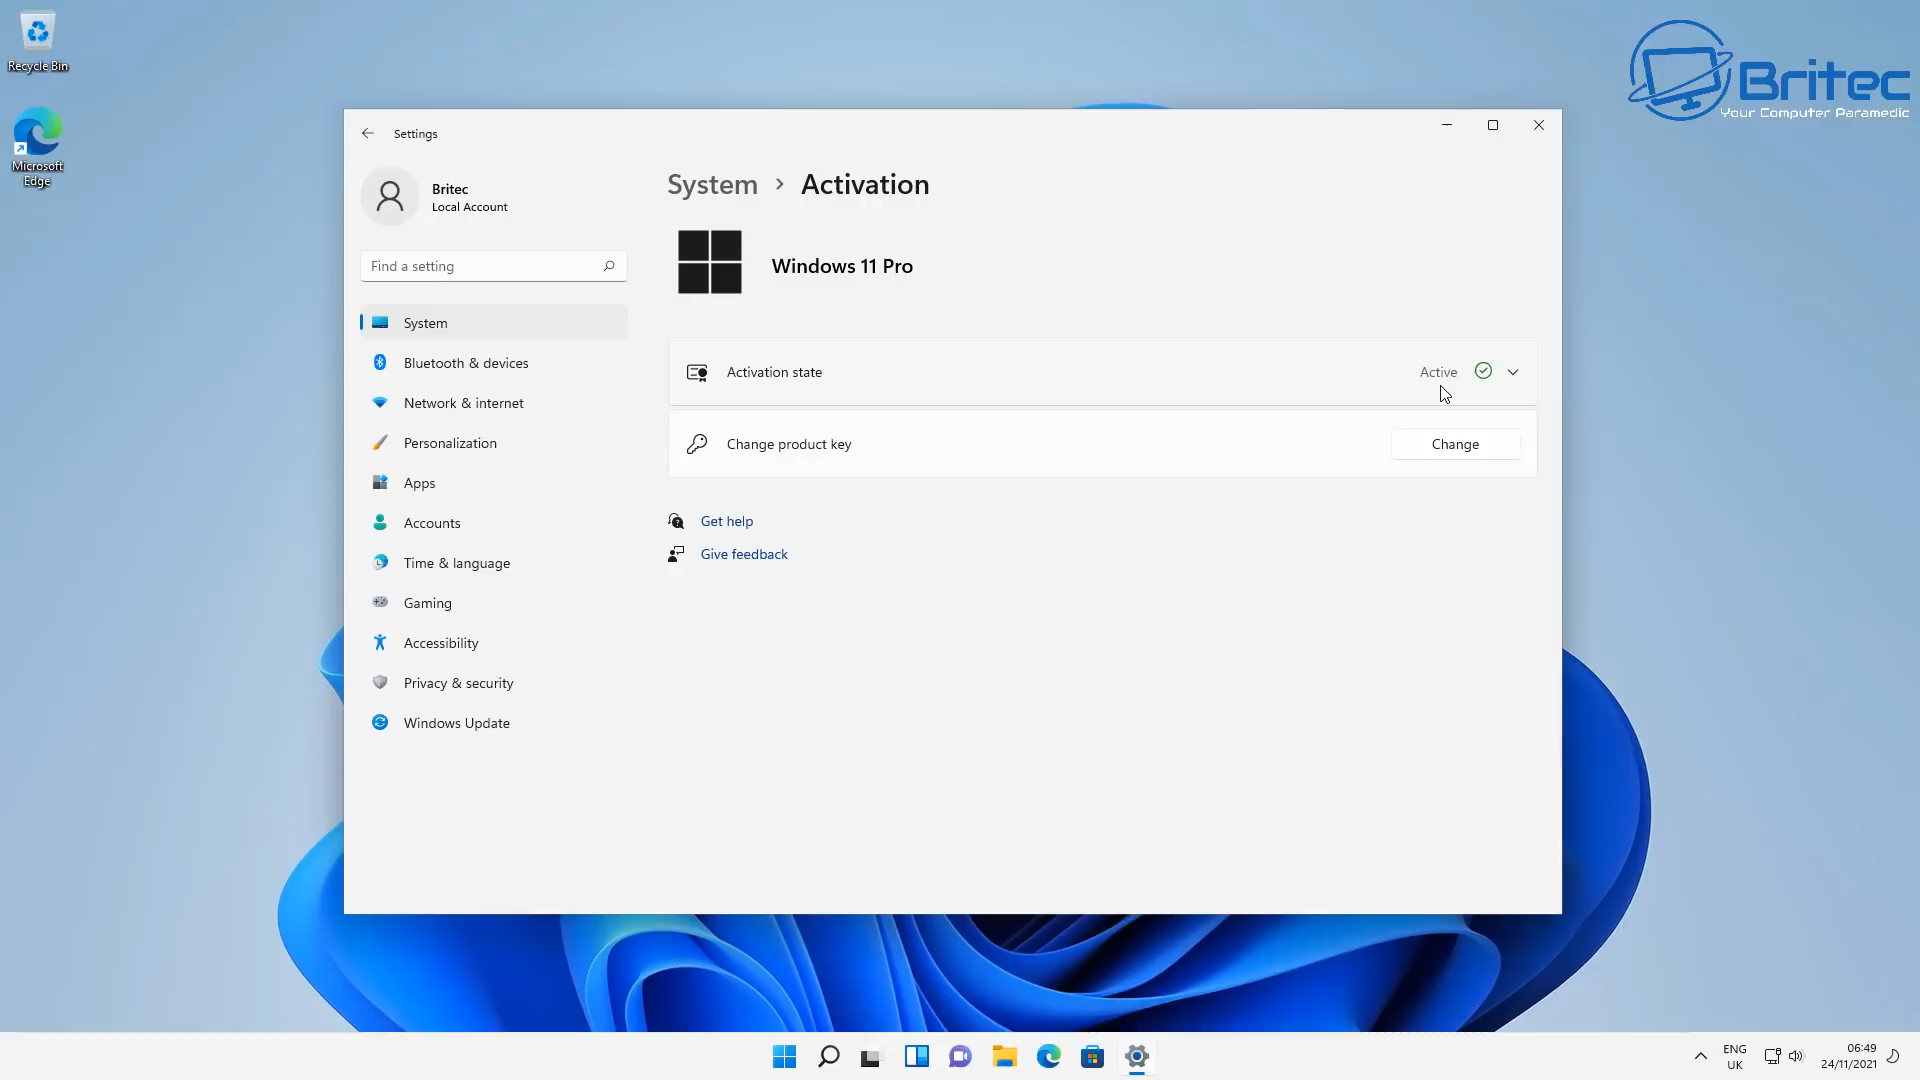 Recycle Bin
Microsoft
Edge
Britec
Your Computer Paramedic
Settings
Britec
Local Account
Find a setting
System
Bluetooth & devices
Network & internet
Personalization
Apps
Accounts
Time & language
Gaming
Accessibility
Privacy & security
Windows Update
System > Activation
Windows 11 Pro
Activation state
Active
Change product key
Change
Get help
Give feedback
ENG
UK
06:49
24/11/2021